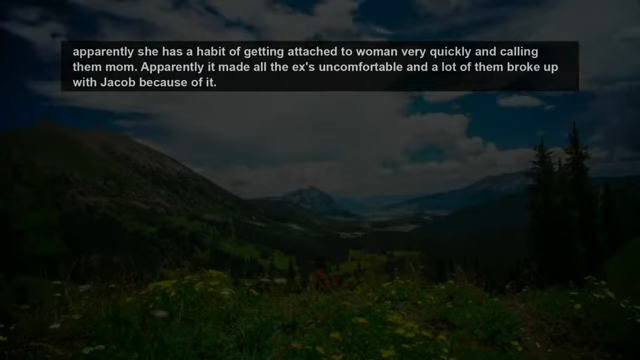 apparently she has a habit of getting attached to woman very quickly and calling
them mom. Apparently it made all the ex's uncomfortable and a lot of them broke up
with Jacob because of it.